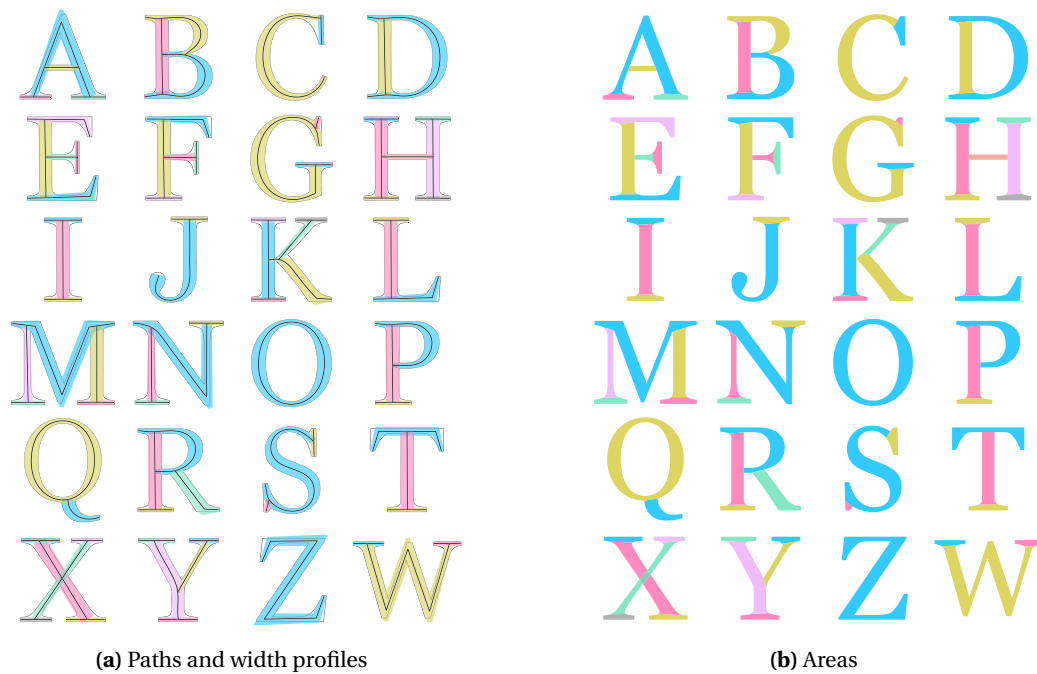 A B C D A B C D
E F G H E F G H
I J K L I J K L
M N O P M N O P
Q R S T Q R S T
X Y Z W X Y Z W
(a) Paths and width profiles (b) Areas